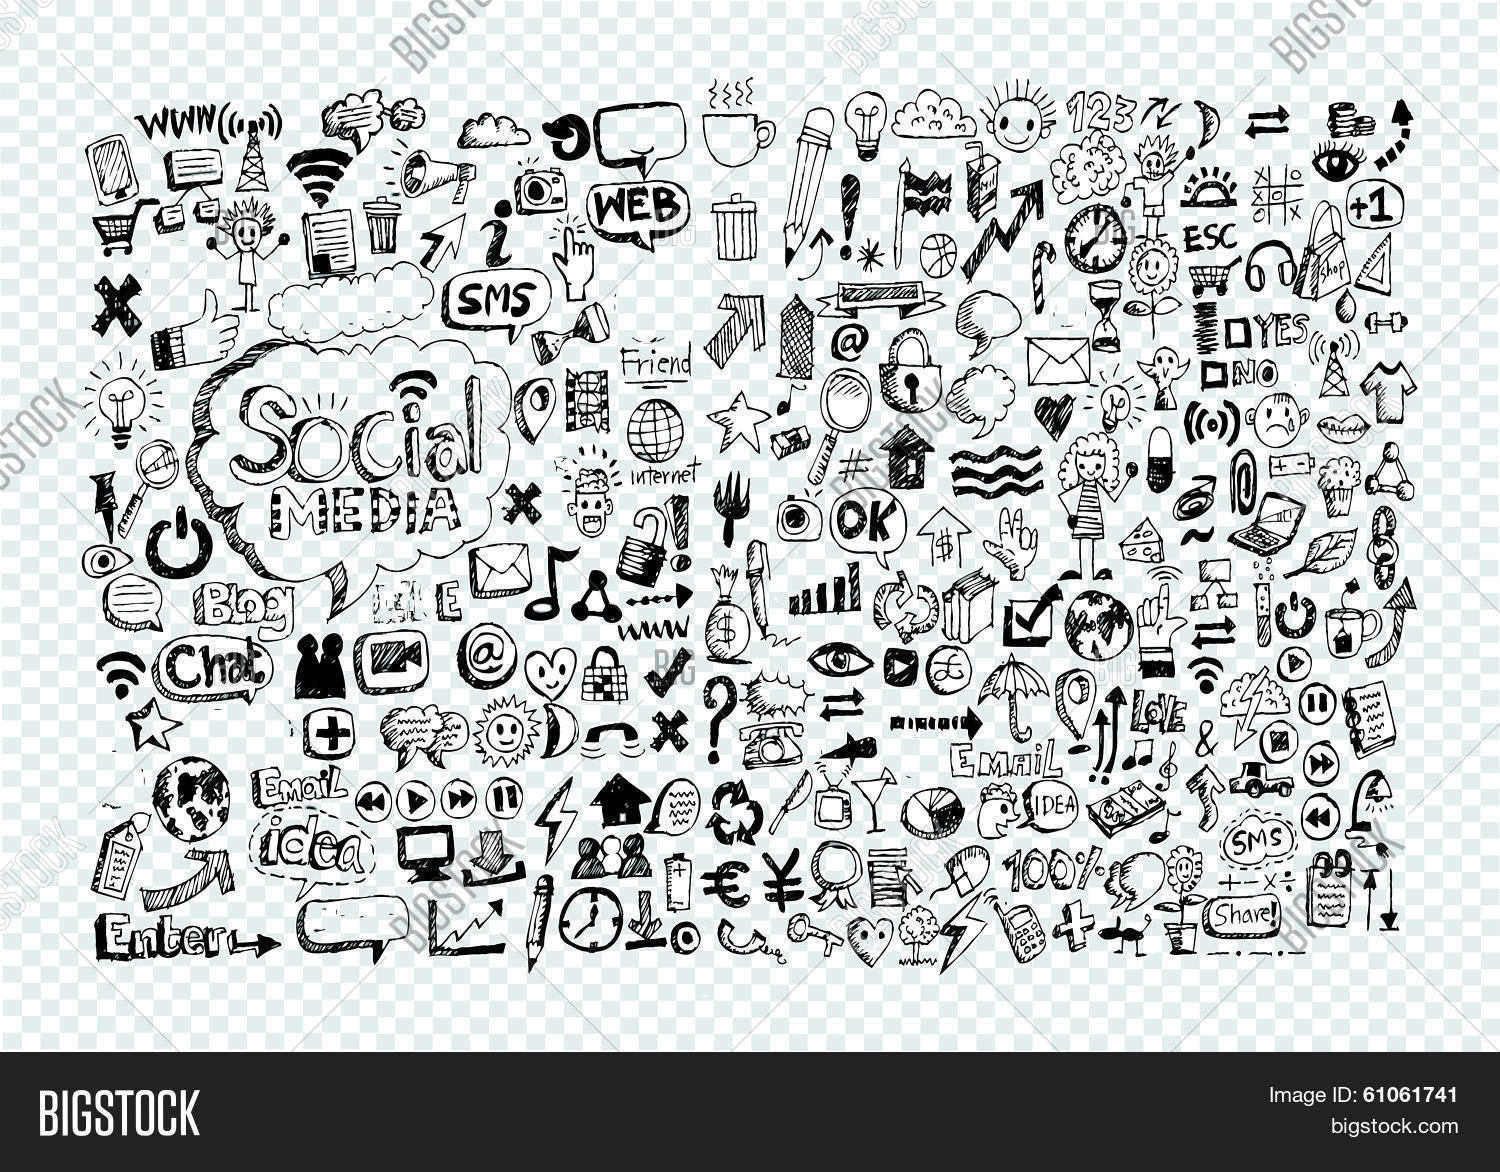 WWW
123
WEB
+1
ESC
SMS
shop
@
YES
NO
Friend
Social
MEDIA
internet
#
OK
$
Blog
E
www
$
Chat
@
LOVE
&
Email
EMAIL
IDEA
idea
SMS
100%
Share!
Enter
BIGSTOCK
Image ID: 61061741
bigstock.com